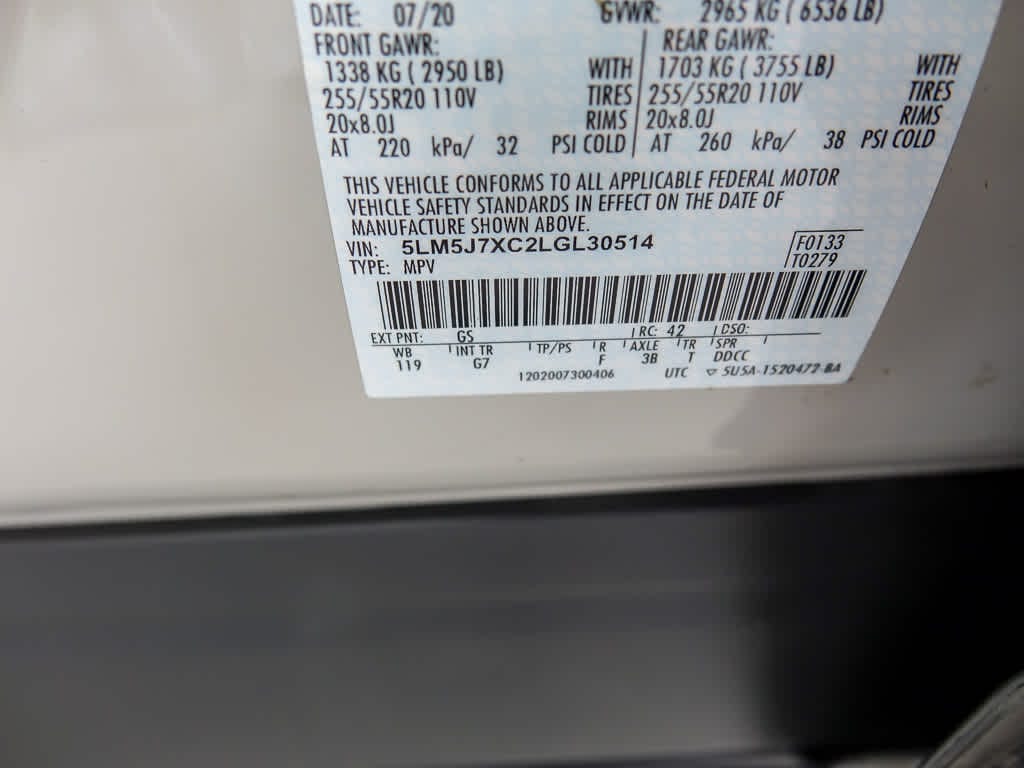 DATE: 07/20 GVWR: 2965 KG ( 6536 LB)
FRONT GAWR: REAR GAWR:
1338 KG ( 2950 LB) WITH 1703 KG ( 3755 LB) WITH
255/55R20 110V TIRES 255/55R20 110V TIRES
20x8.0J RIMS 20x8.0J RIMS
AT 220 kPa/ 32 PSI COLD AT 260 kPa/ 38 PSI COLD
THIS VEHICLE CONFORMS TO ALL APPLICABLE FEDERAL MOTOR
VEHICLE SAFETY STANDARDS IN EFFECT ON THE DATE OF
MANUFACTURE SHOWN ABOVE.
VIN: 5LM5J7XC2LGL30514 F0133
TYPE: MPV T0279
EXT PNT: GS RC: 42 DSO:
WB INT TR TP/PS R AXLE TR SPR
119 G7 F 3B T DDCC
1202007300406 UTC ▽ 5U5A-1520472-BA